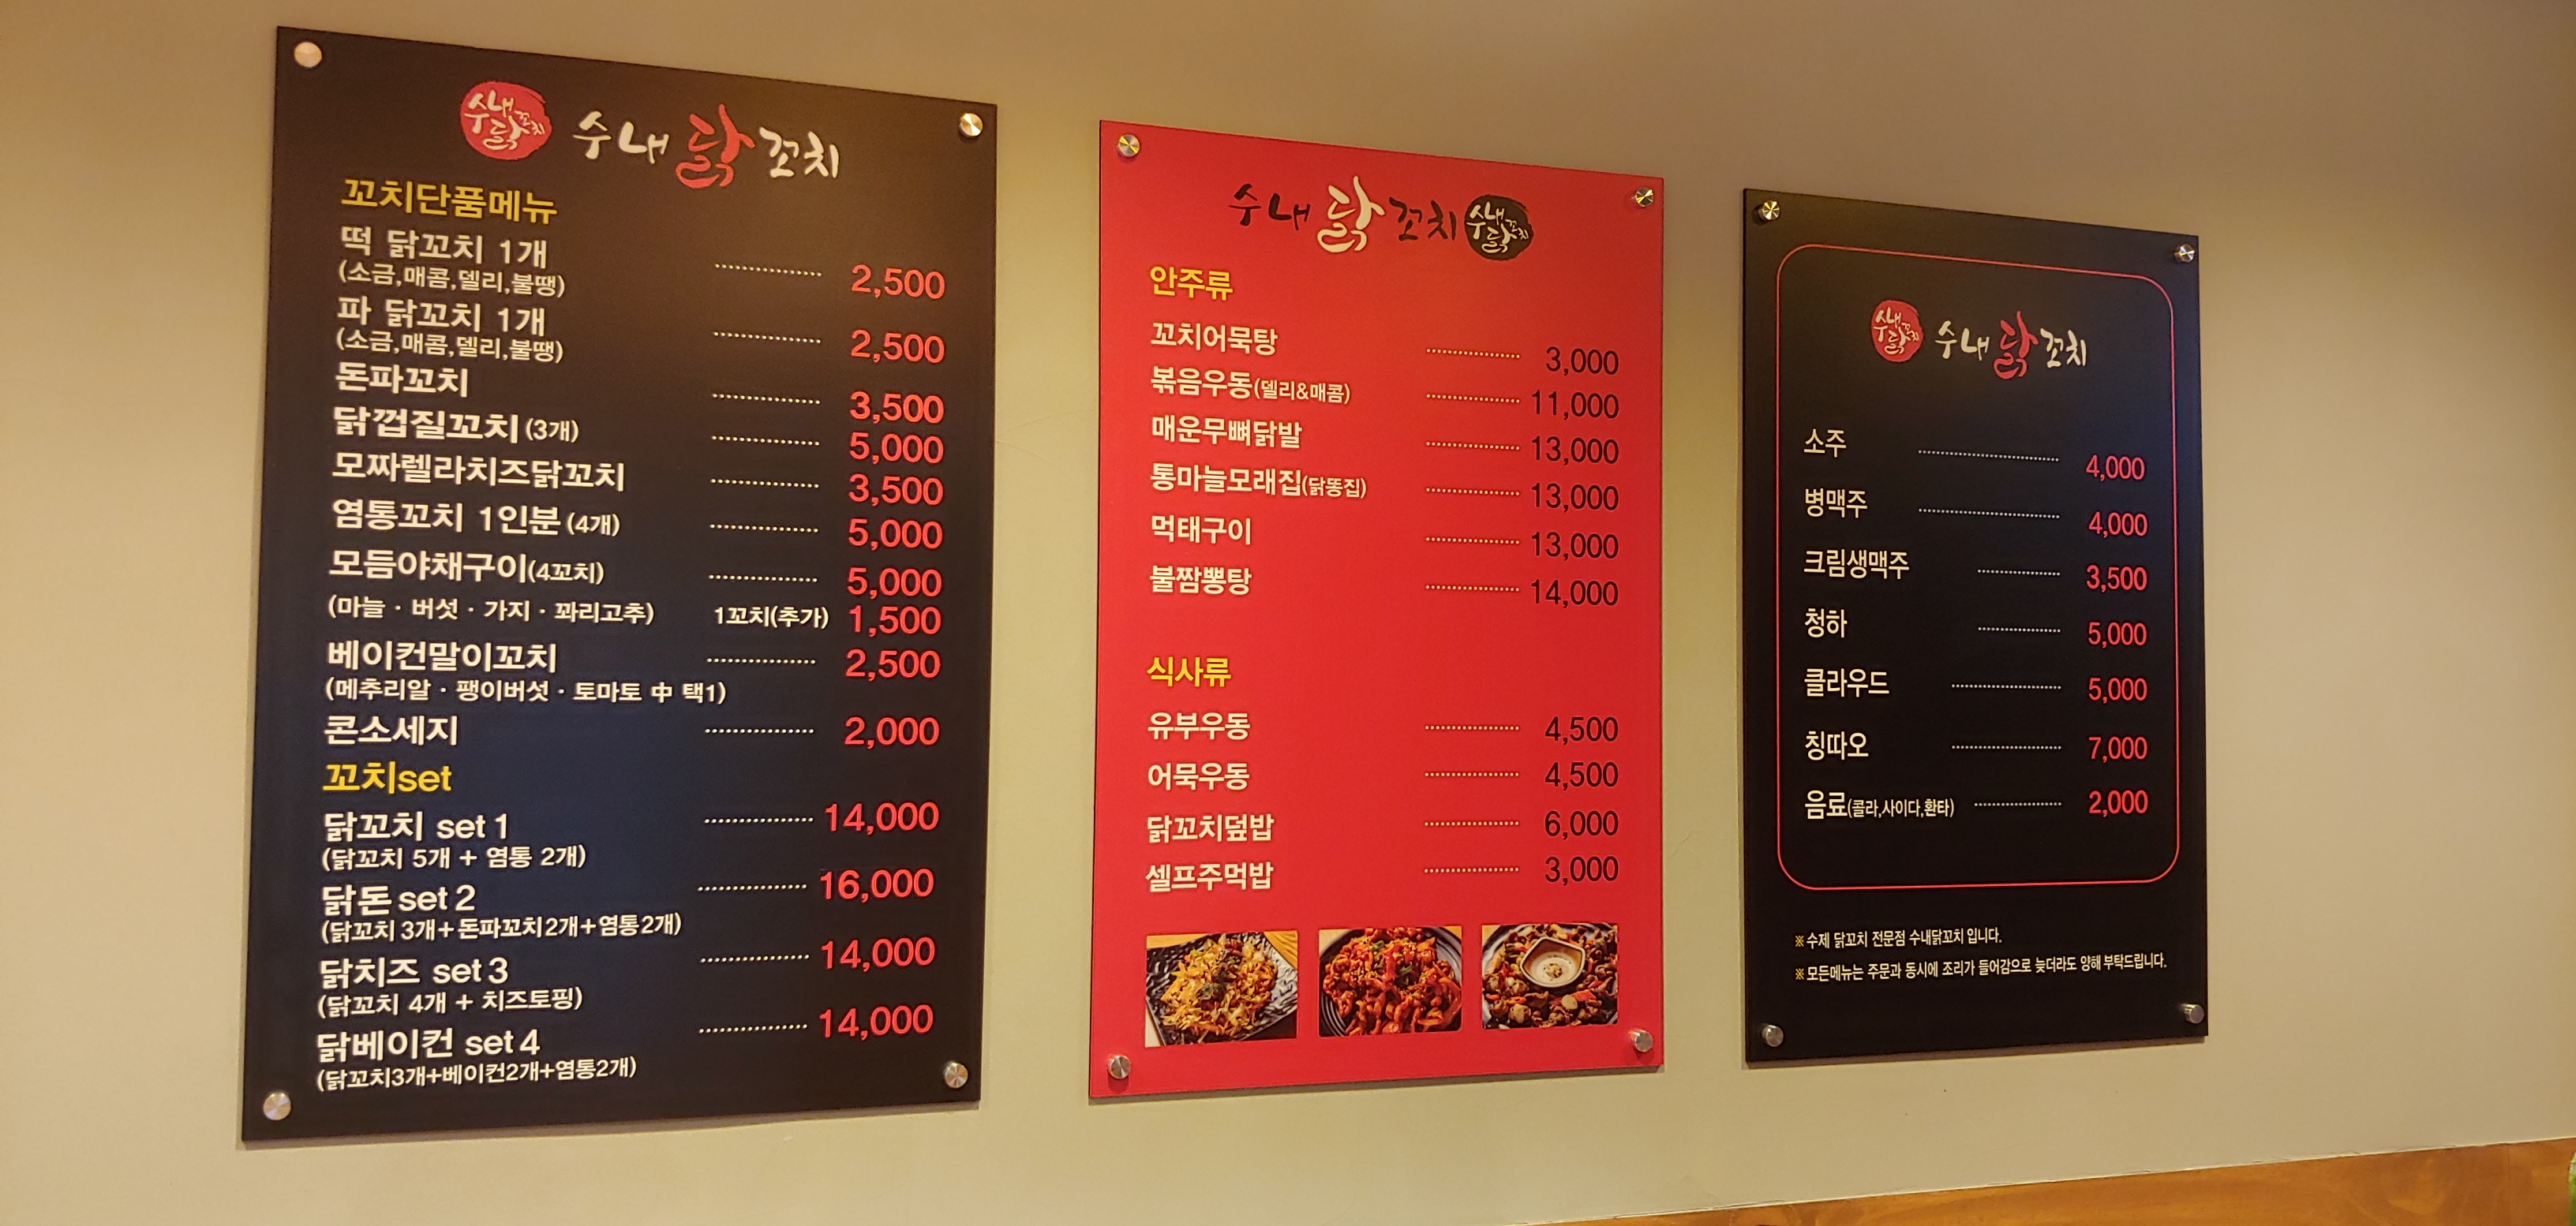 수내닭꼬치 수내닭꼬치
꼬치단품메뉴
떡 닭꼬치 1개 2,500
(소금,매콤,델리,불땡)
파 닭꼬치 1개 2,500
(소금,매콤,델리,불땡)
돈파꼬치 3,500
닭껍질꼬치(3개) 5,000
모짜렐라치즈닭꼬치 3,500
염통꼬치 1인분(4개) 5,000
모듬야채구이(4꼬치) 5,000
(마늘 · 버섯 · 가지 · 꽈리고추) 1꼬치(추가) 1,500
베이컨말이꼬치 2,500
(메추리알 · 팽이버섯 · 토마토 中 택1)
콘소세지 2,000
꼬치set
닭꼬치 set 1 14,000
(닭꼬치 5개 + 염통 2개)
닭돈 set 2 16,000
(닭꼬치 3개+돈파꼬치2개+염통2개)
닭치즈 set 3 14,000
(닭꼬치 4개 + 치즈토핑)
닭베이컨 set 4 14,000
(닭꼬치3개+베이컨2개+염통2개)
수내닭꼬치 수내닭꼬치
안주류
꼬치어묵탕 3,000
볶음우동(델리&매콤) 11,000
매운무뼈닭발 13,000
통마늘모래집(닭똥집) 13,000
먹태구이 13,000
불짬뽕탕 14,000
식사류
유부우동 4,500
어묵우동 4,500
닭꼬치덮밥 6,000
셀프주먹밥 3,000
수내닭꼬치 수내닭꼬치
소주 4,000
병맥주 4,000
크림생맥주 3,500
청하 5,000
클라우드 5,000
칭따오 7,000
음료(콜라,사이다,환타) 2,000
※ 수제 닭꼬치 전문점 수내닭꼬치 입니다.
※ 모든메뉴는 주문과 동시에 조리가 들어감으로 늦더라도 양해 부탁드립니다.